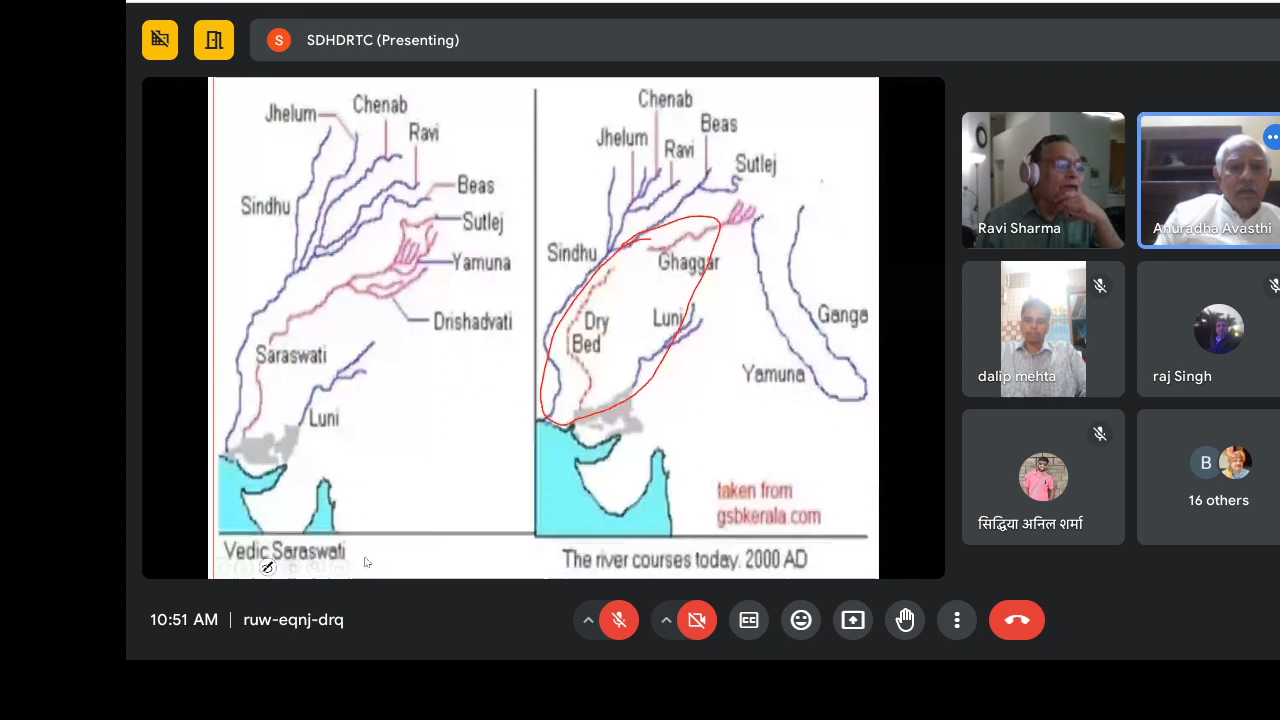 SDHDRTC (Presenting)
S
Jhelum
Chenab
Ravi
Beas
Sindhu
Sutlej
Yamuna
Drishadvati
Saraswati
Luni
Vedic Saraswati
Chenab
Beas
Jhelum
Ravi
Sutlej
Sindhu
Ghaggar
Dry
Bed
Luni
Ganga
Yamuna
taken from
gsbkerala.com
The river courses today. 2000 AD
Ravi Sharma
Anuradha Avasthi
dalip mehta
raj Singh
B
सिद्धिया अनिल शर्मा
16 others
10:51 AM | ruw-eqnj-drq
CC